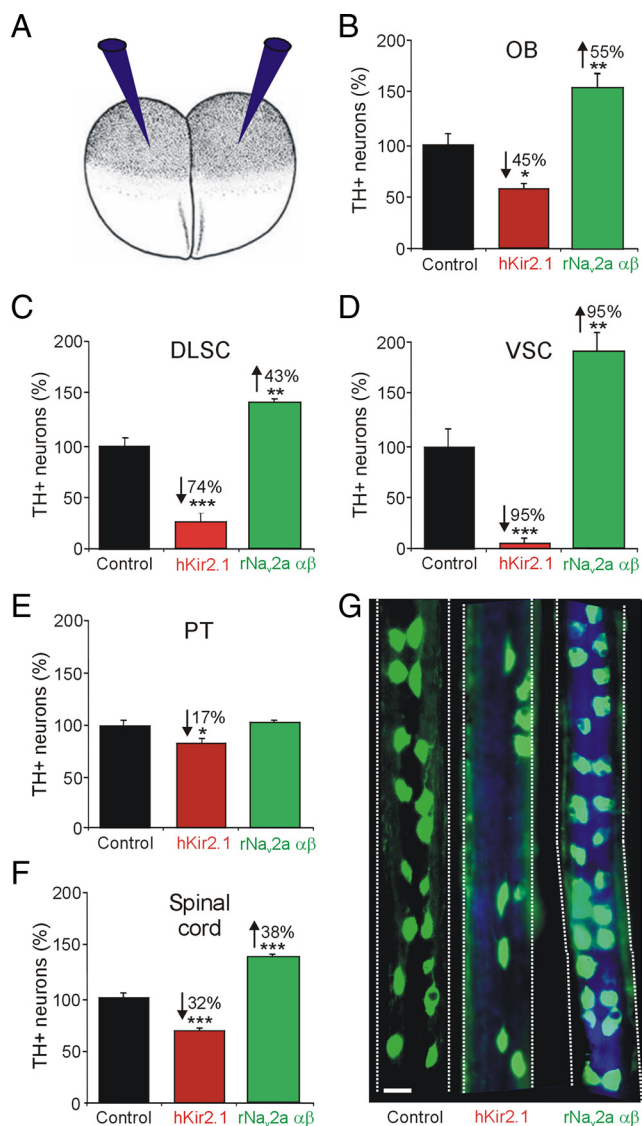 A
B
OB
TH+ neurons (%)
200
150
100
50
0
↓45%
*
↑55%
**
Control
hKir2.1
rNav2a αβ
C
DLSC
TH+ neurons (%)
200
100
50
0
↓74%
***
↑43%
**
Control
hKir2.1
rNav2a αβ
D
VSC
TH+ neurons (%)
200
100
50
0
↓95%
***
↑95%
**
Control
hKir2.1
rNav2a αβ
E
PT
TH+ neurons (%)
200
150
100
50
0
↓17%
*
Control
hKir2.1
rNav2a αβ
F
Spinal
cord
TH+ neurons (%)
200
150
100
50
0
↓32%
***
↑38%
***
Control
hKir2.1
rNav2a αβ
G
Control
hKir2.1
rNav2a αβ